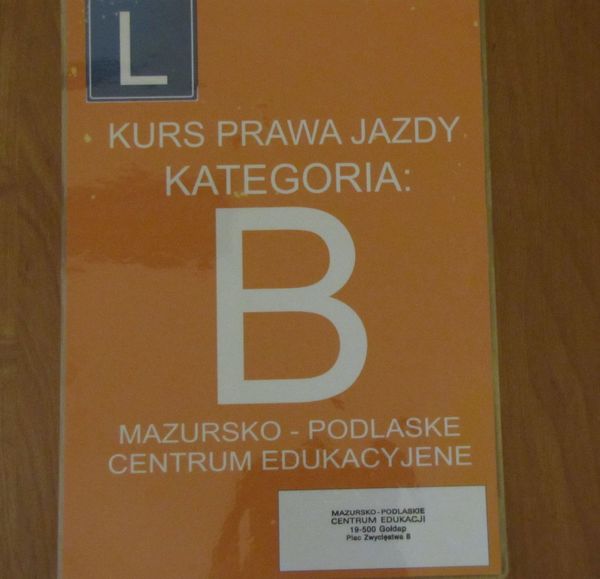 L
KURS PRAWA JAZDY
KATEGORIA:
B
MAZURSKO - PODLASKE
CENTRUM EDUKACYJENE
MAZURSKO-PODLASKIE
CENTRUM EDUKACJI
19-500 Gołdap
Plac Zwycięstwa 8